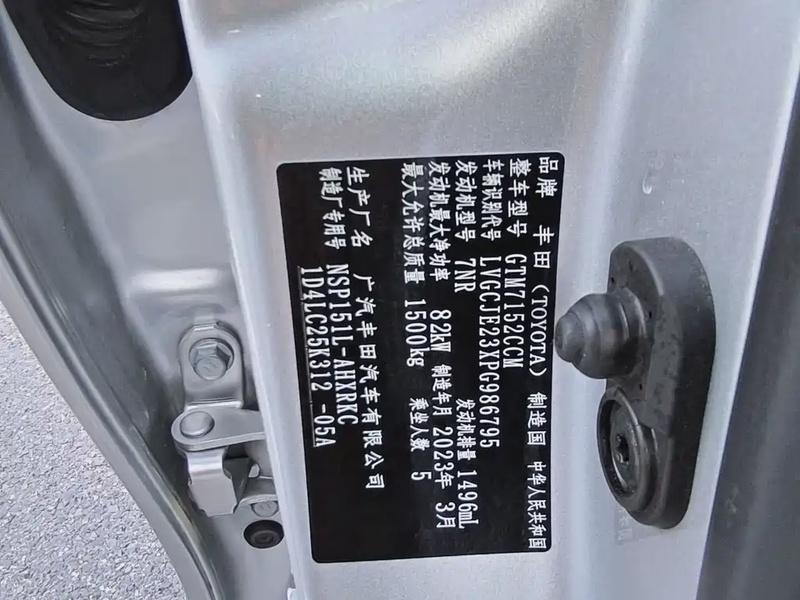 品牌 丰田(TOYOTA) 制造国 中华人民共和国
整车型号 GTM7152CCM
车辆识别代号 LVGCJE23XPG986795
发动机型号 7NR 发动机排量 1496mL
发动机最大净功率 82kW 制造年月 2023年 3月
最大允许总质量 1500kg 乘坐人数 5
生产厂名 广汽丰田汽车有限公司
制造厂专用号 NSP151L-AHXRKC
1D4LC25K312 -05A